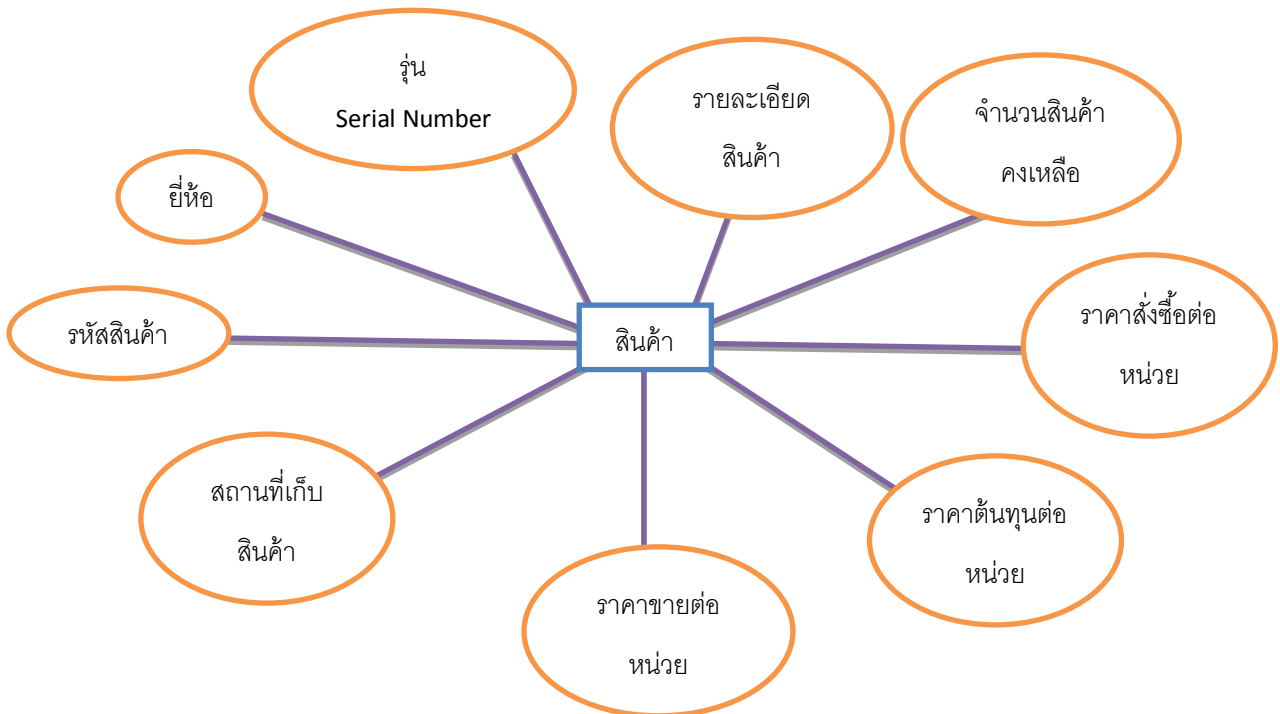 รุ่น
Serial Number
รายละเอียด
สินค้า
จำนวนสินค้า
คงเหลือ
ยี่ห้อ
รหัสสินค้า
สินค้า
ราคาสั่งซื้อต่อ
หน่วย
สถานที่เก็บ
สินค้า
ราคาต้นทุนต่อ
หน่วย
ราคาขายต่อ
หน่วย